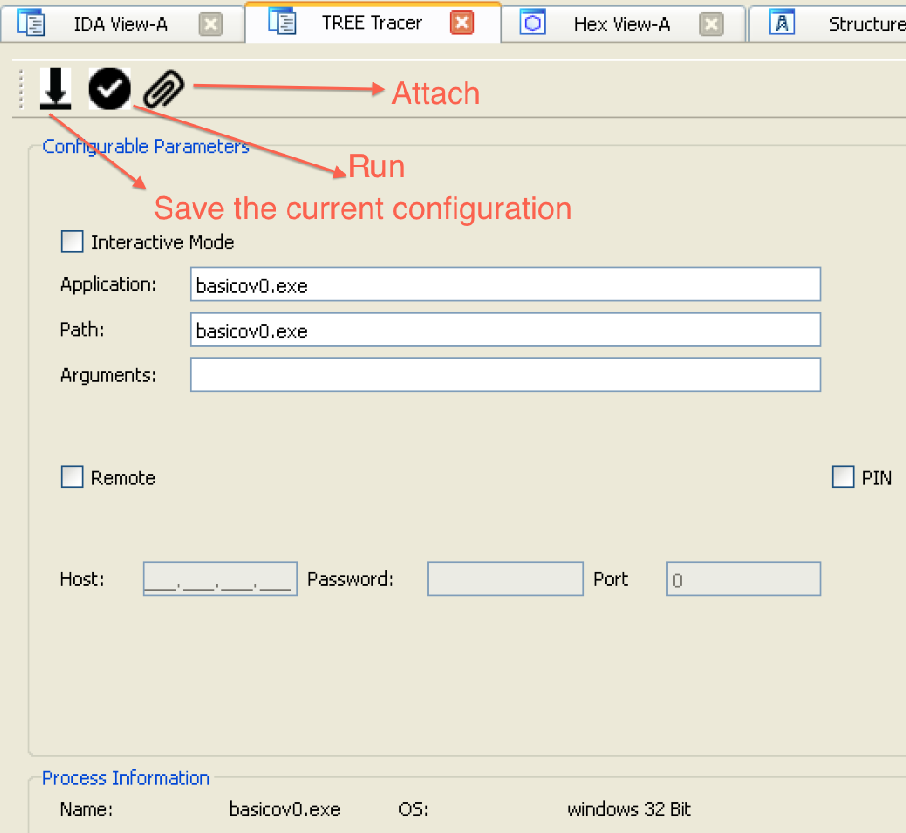 IDA View-A TREE Tracer Hex View-A Structure
Attach
Configurable Parameters
Run
Save the current configuration
Interactive Mode
Application: basicov0.exe
Path: basicov0.exe
Arguments:
Remote PIN
Host: ___.___.___.___ Password: Port 0
Process Information
Name: basicov0.exe OS: windows 32 Bit